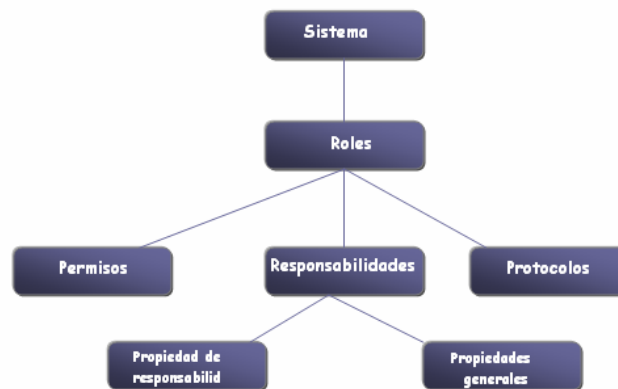 Sistema
Roles
Permisos
Responsabilidades
Protocolos
Propiedad de
responsabilid
Propiedades
generales